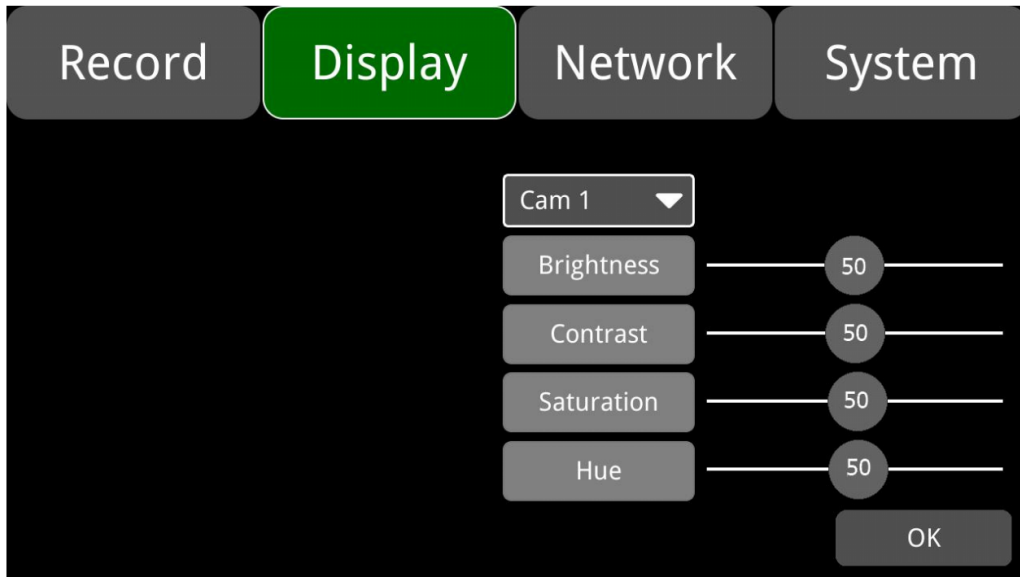 Record Display Network System
Cam 1
Brightness 50
Contrast 50
Saturation 50
Hue 50
OK